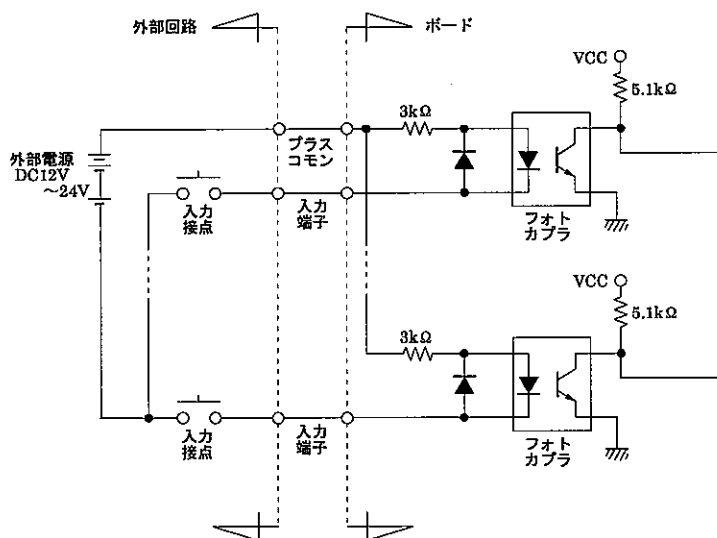 外部回路
ボード
VCC
5.1kΩ
3kΩ
プラス
コモン
外部電源
DC12V
～24V
入力
接点
入力
端子
フォト
カプラ
VCC
5.1kΩ
3kΩ
入力
接点
入力
端子
フォト
カプラ